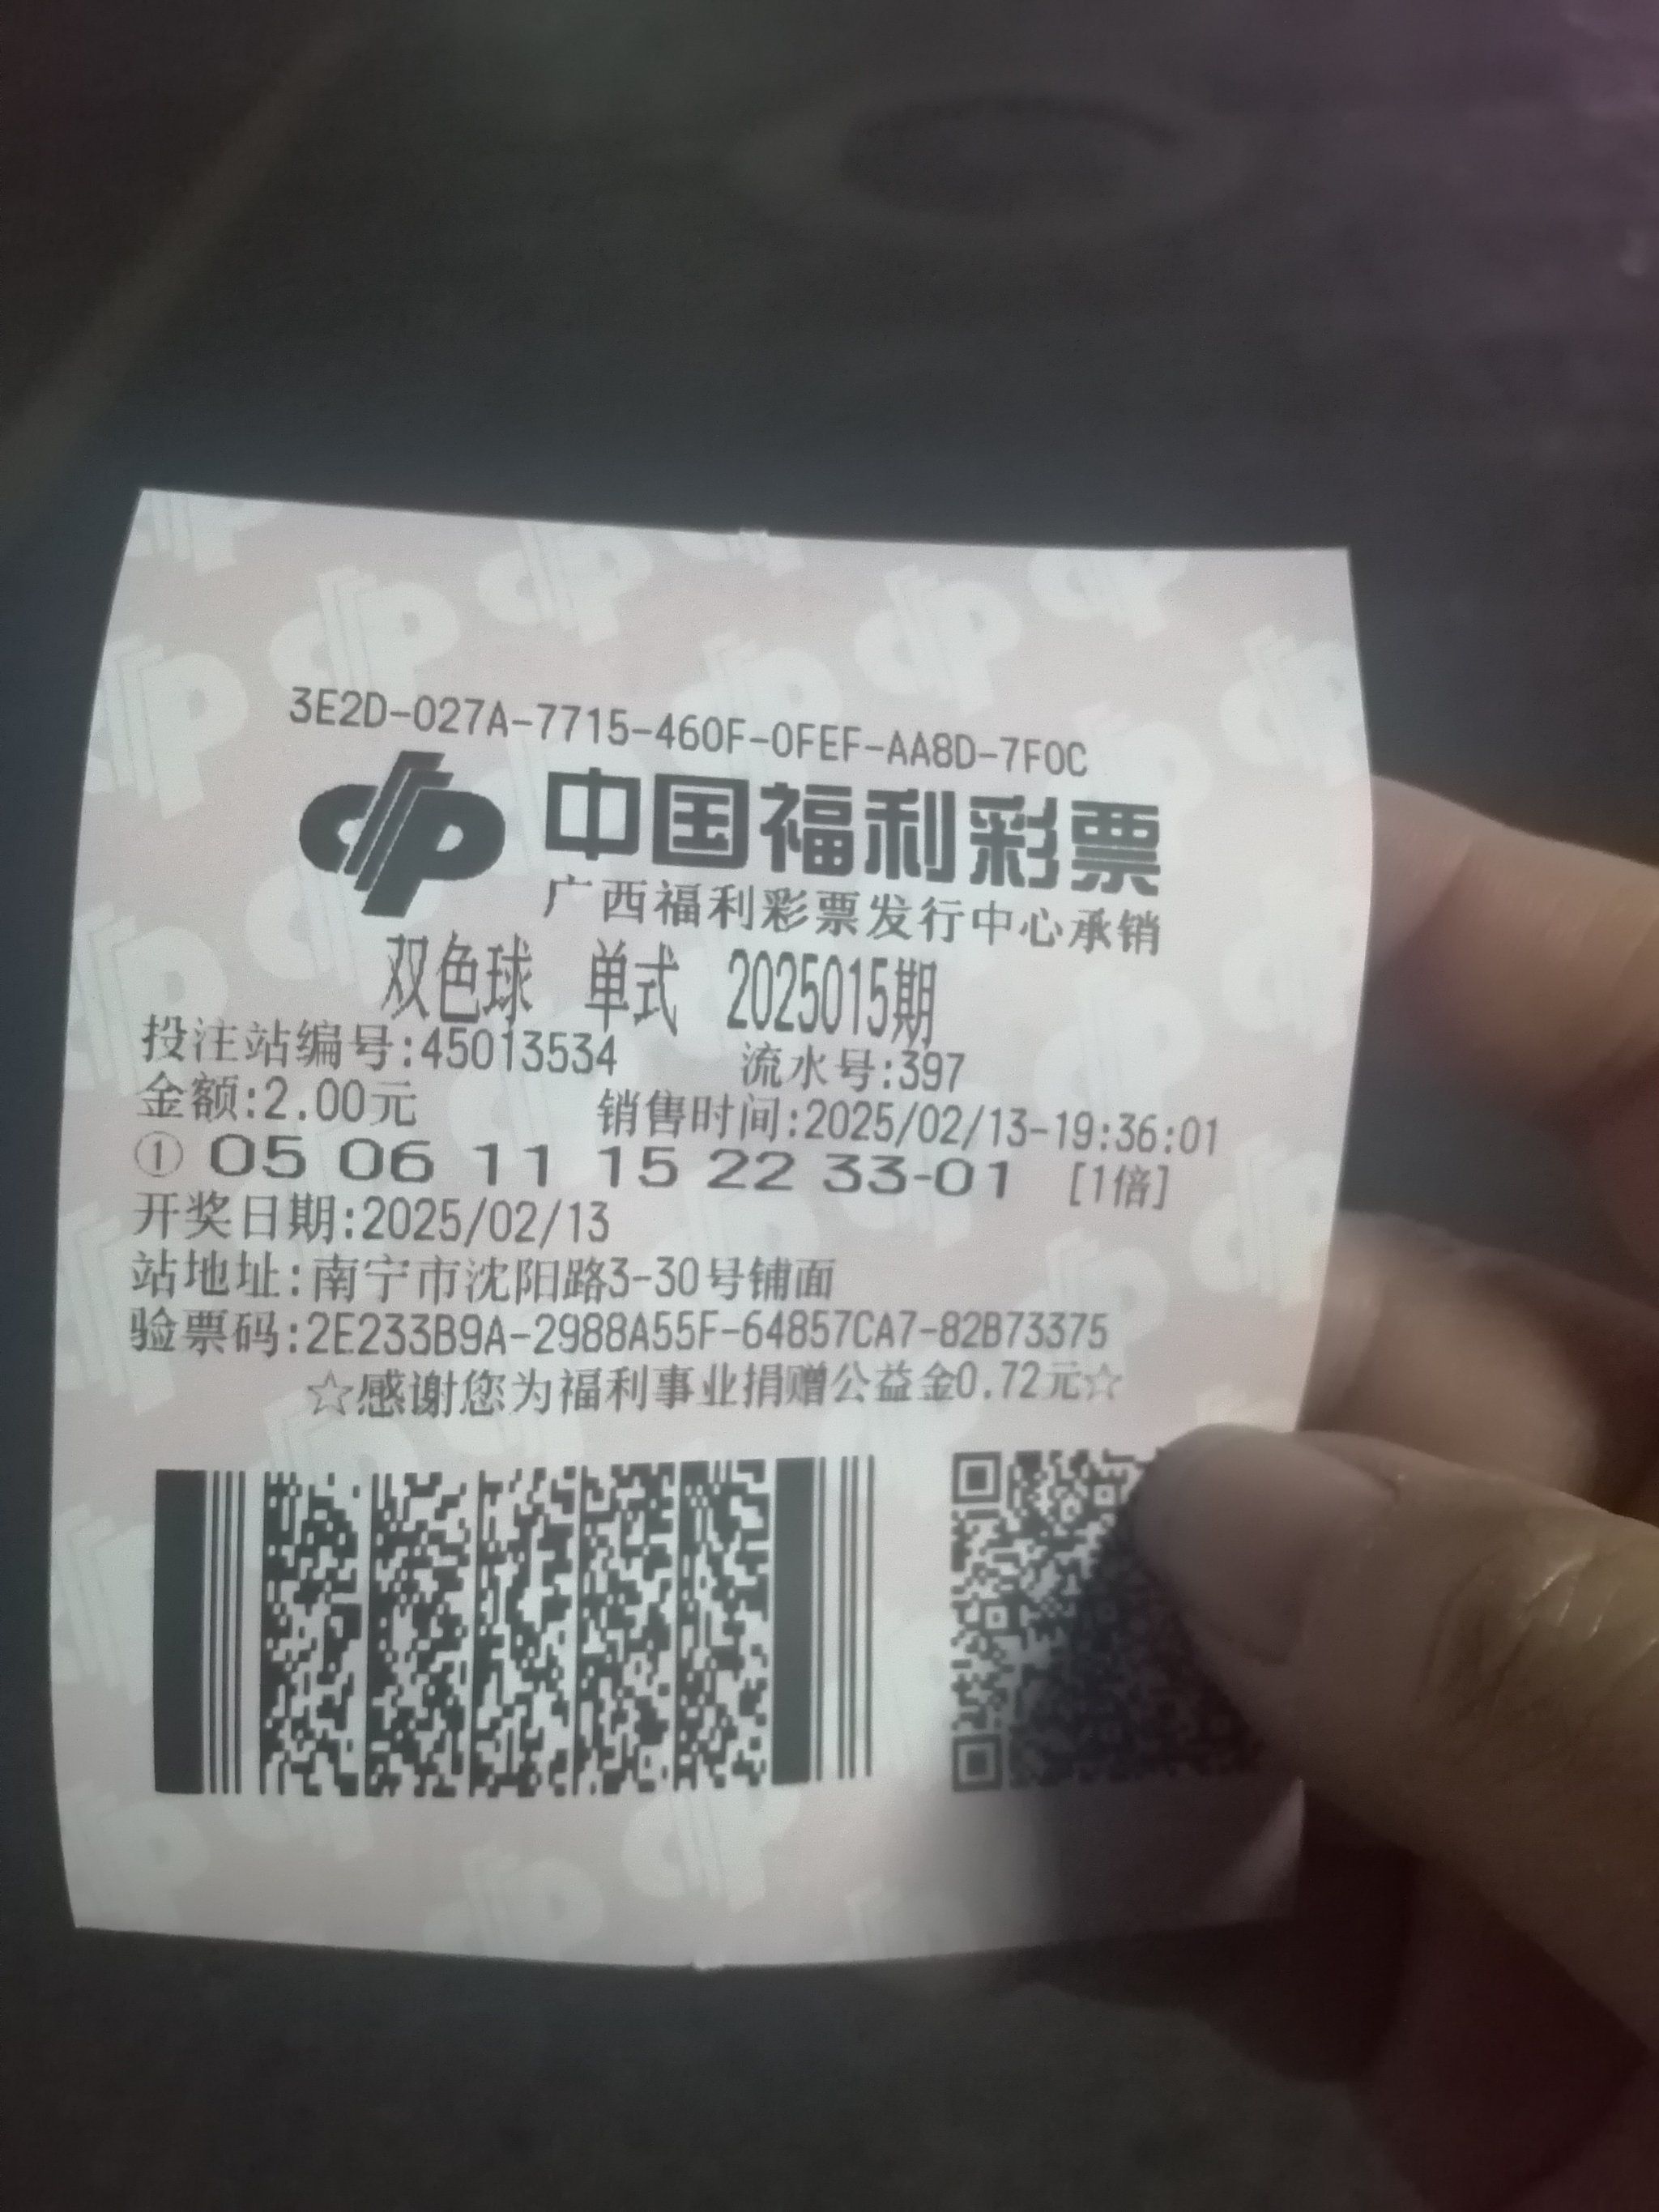 3E2D-027A-7715-460F-0FEF-AA8D-7F0C
中国福利彩票
广西福利彩票发行中心承销
双色球 单式 2025015期
投注站编号:45013534 流水号:397
金额:2.00元 销售时间:2025/02/13-19:36:01
① 05 06 11 15 22 33-01 [1倍]
开奖日期:2025/02/13
站地址:南宁市沈阳路3-30号铺面
验票码:2E233B9A-2988A55F-64857CA7-82B73375
☆感谢您为福利事业捐赠公益金0.72元☆